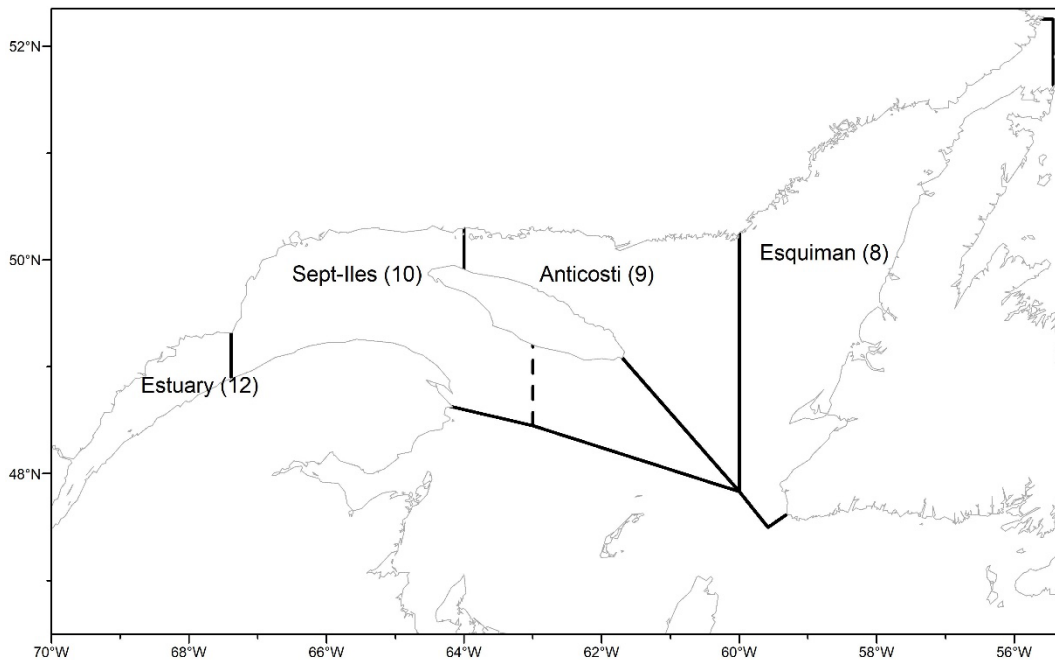 52°N
50°N
48°N
Esquiman (8)
Sept-Iles (10)
Anticosti (9)
Estuary (12)
70°W
68°W
66°W
64°W
62°W
60°W
58°W
56°W